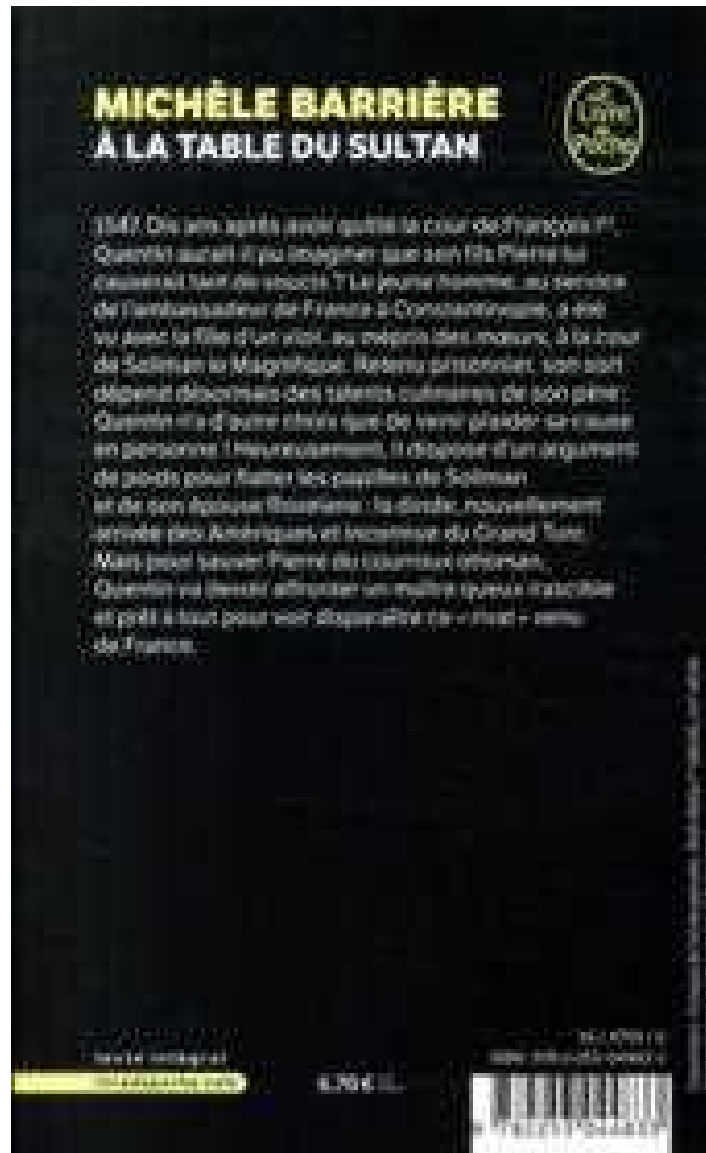 MICHÈLE BARRIÈRE
À LA TABLE DU SULTAN
Le Livre de Poche
1547. Dix ans après avoir quitté la cour de François Ier,
Quentin aurait-il pu imaginer que son fils Pierre lui
causerait tant de soucis ? Le jeune homme, au service
de l'ambassadeur de France à Constantinople, a été
vu avec la fille d'un vizir, au mépris des mœurs, à la cour
de Soliman le Magnifique. Retenu prisonnier, son sort
dépend désormais des talents culinaires de son père :
Quentin n'a d'autre choix que de venir plaider sa cause
en personne ! Heureusement, il dispose d'un argument
de poids pour flatter les papilles de Soliman
et de son épouse Roxelane : la dinde, nouvellement
arrivée des Amériques et inconnue du Grand Turc.
Mais pour sauver Pierre du courroux ottoman,
Quentin va devoir affronter un maître queux irascible
et prêt à tout pour voir disparaître ce « rival » venu
de France.
texte intégral
livredepoche.com
6,70 €